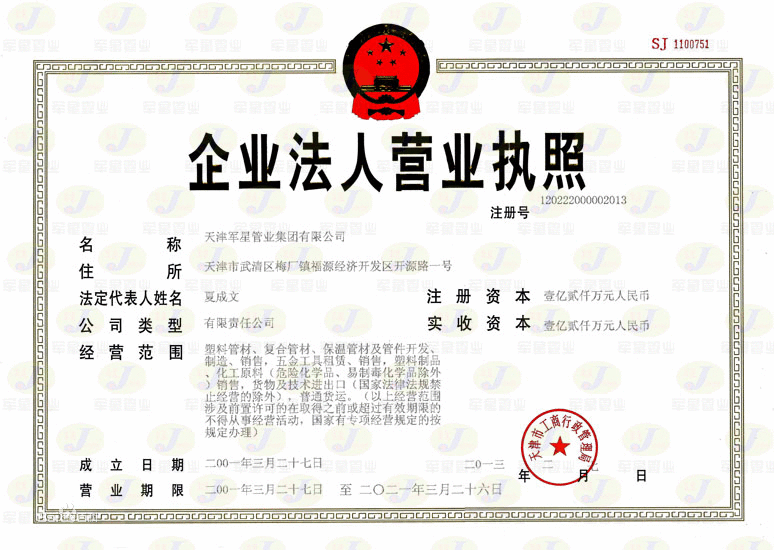 SJ 1100751
企业法人营业执照
注册号 120222000002013
名称 天津军星管业集团有限公司
住所 天津市武清区梅厂镇福源经济开发区开源路一号
法定代表人姓名 夏成文
注册资本 壹亿贰仟万元人民币
公司类型 有限责任公司
实收资本 壹亿贰仟万元人民币
经营范围 塑料管材、复合管材、保温管材及管件开发、
制造、销售，五金工具租赁、销售，塑料制品
、化工原料（危险化学品、易制毒化学品除外
）销售，货物及技术进出口（国家法律法规禁
止经营的除外），普通货运。（以上经营范围
涉及前置许可的在取得之前或超过有效期限的
不得从事经营活动，国家有专项经营规定的按
规定办理）
天津市工商行政管理局
成立日期 二00一年三月二十七日
二0一三年二月七日
营业期限 二00一年三月二十七日 至 二〇二一年三月二十六日
军星管业